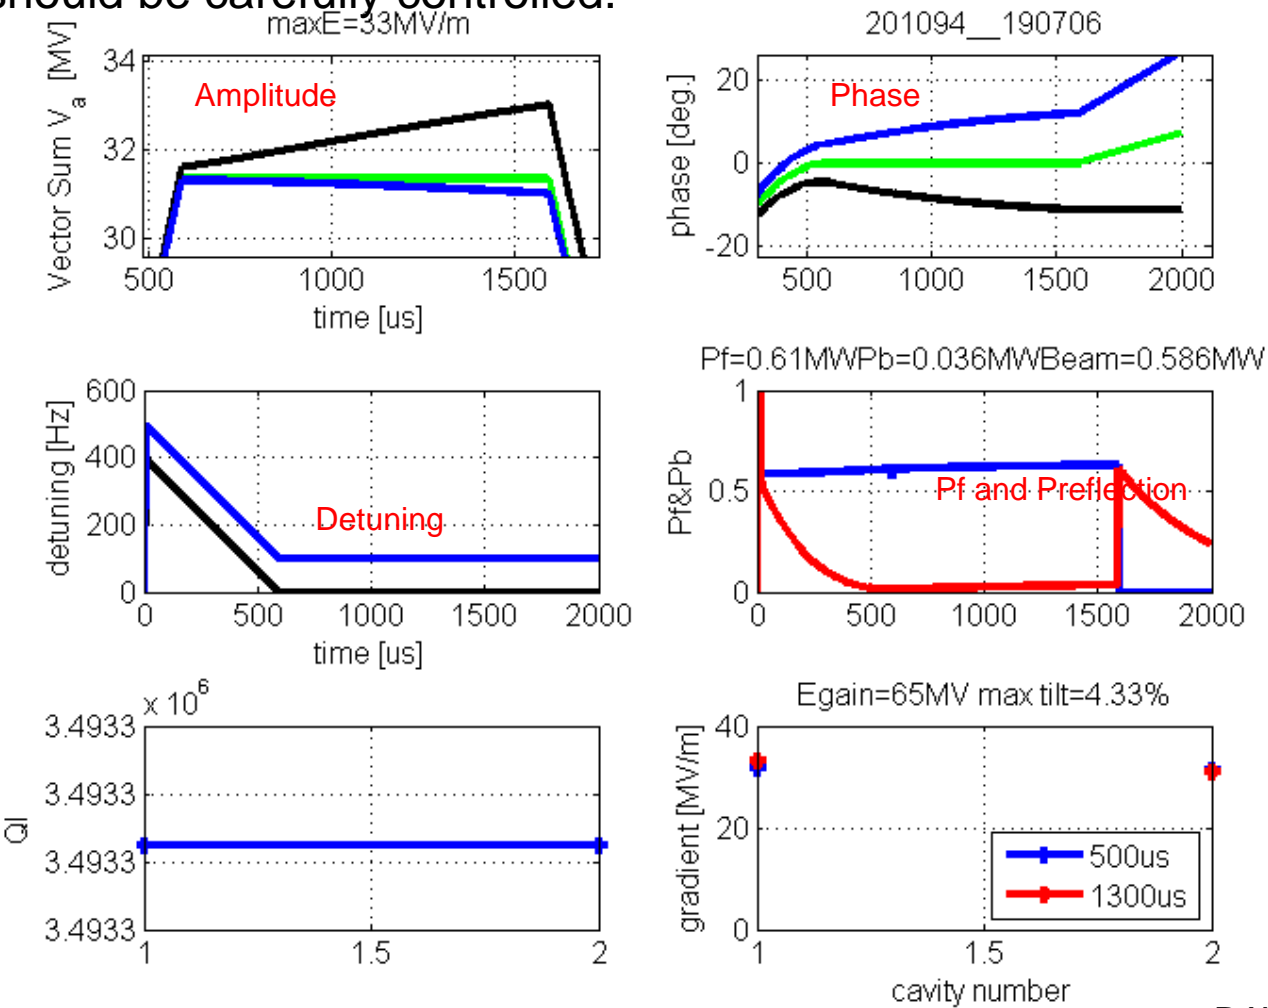 should be carefully controlled.
maxE=33MV/m
34
32
30
Vector Sum V_a [MV]
Amplitude
500 1000 1500
time [us]
201094__190706
20
0
-20
phase [deg.]
Phase
500 1000 1500 2000
600
400
200
0
detuning [Hz]
Detuning
0 500 1000 1500 2000
time [us]
Pf=0.61MWPb=0.036MWBeam=0.586MW
1
0.5
0
Pf&Pb
Pf and Preflection
0 500 1000 1500 2000
x 10^6
3.4933
3.4933
3.4933
3.4933
Ql
1 1.5 2
Egain=65MV max tilt=4.33%
40
20
0
gradient [MV/m]
500us
1300us
1 1.5 2
cavity number